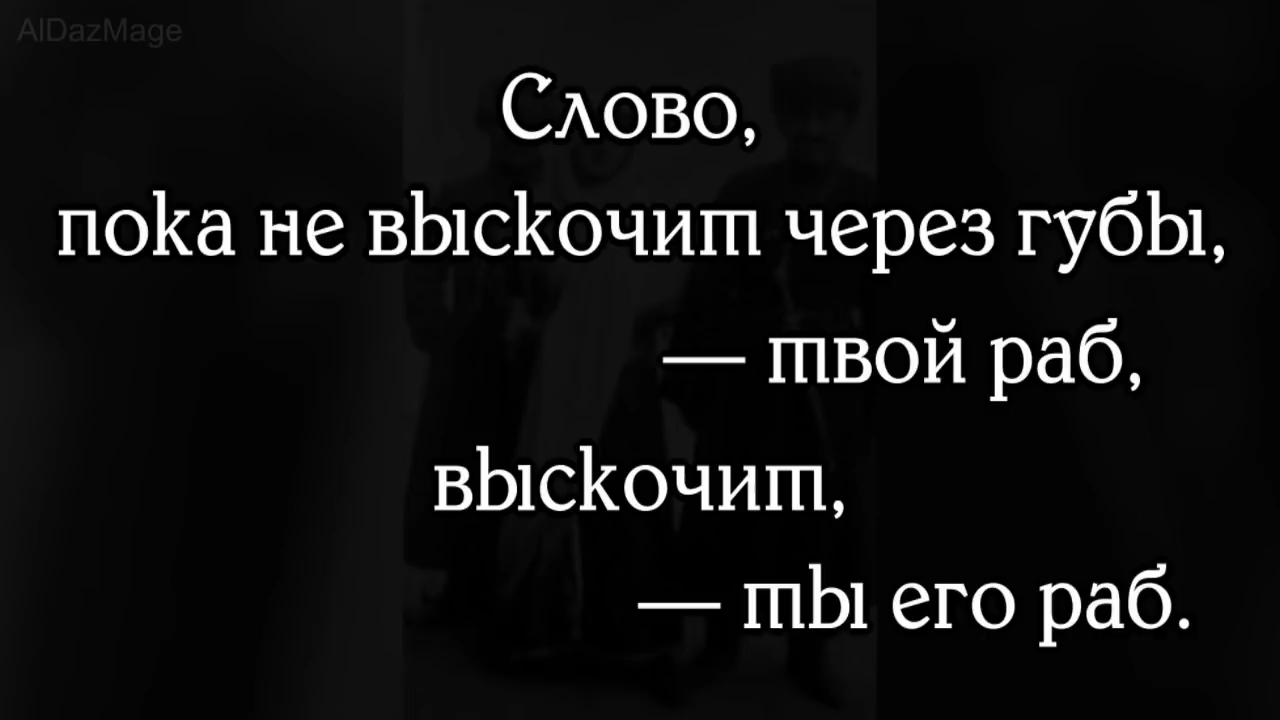 AlDazMage
Слово,
пока не выскочит через губы,
— твой раб,
выскочит,
— ты его раб.